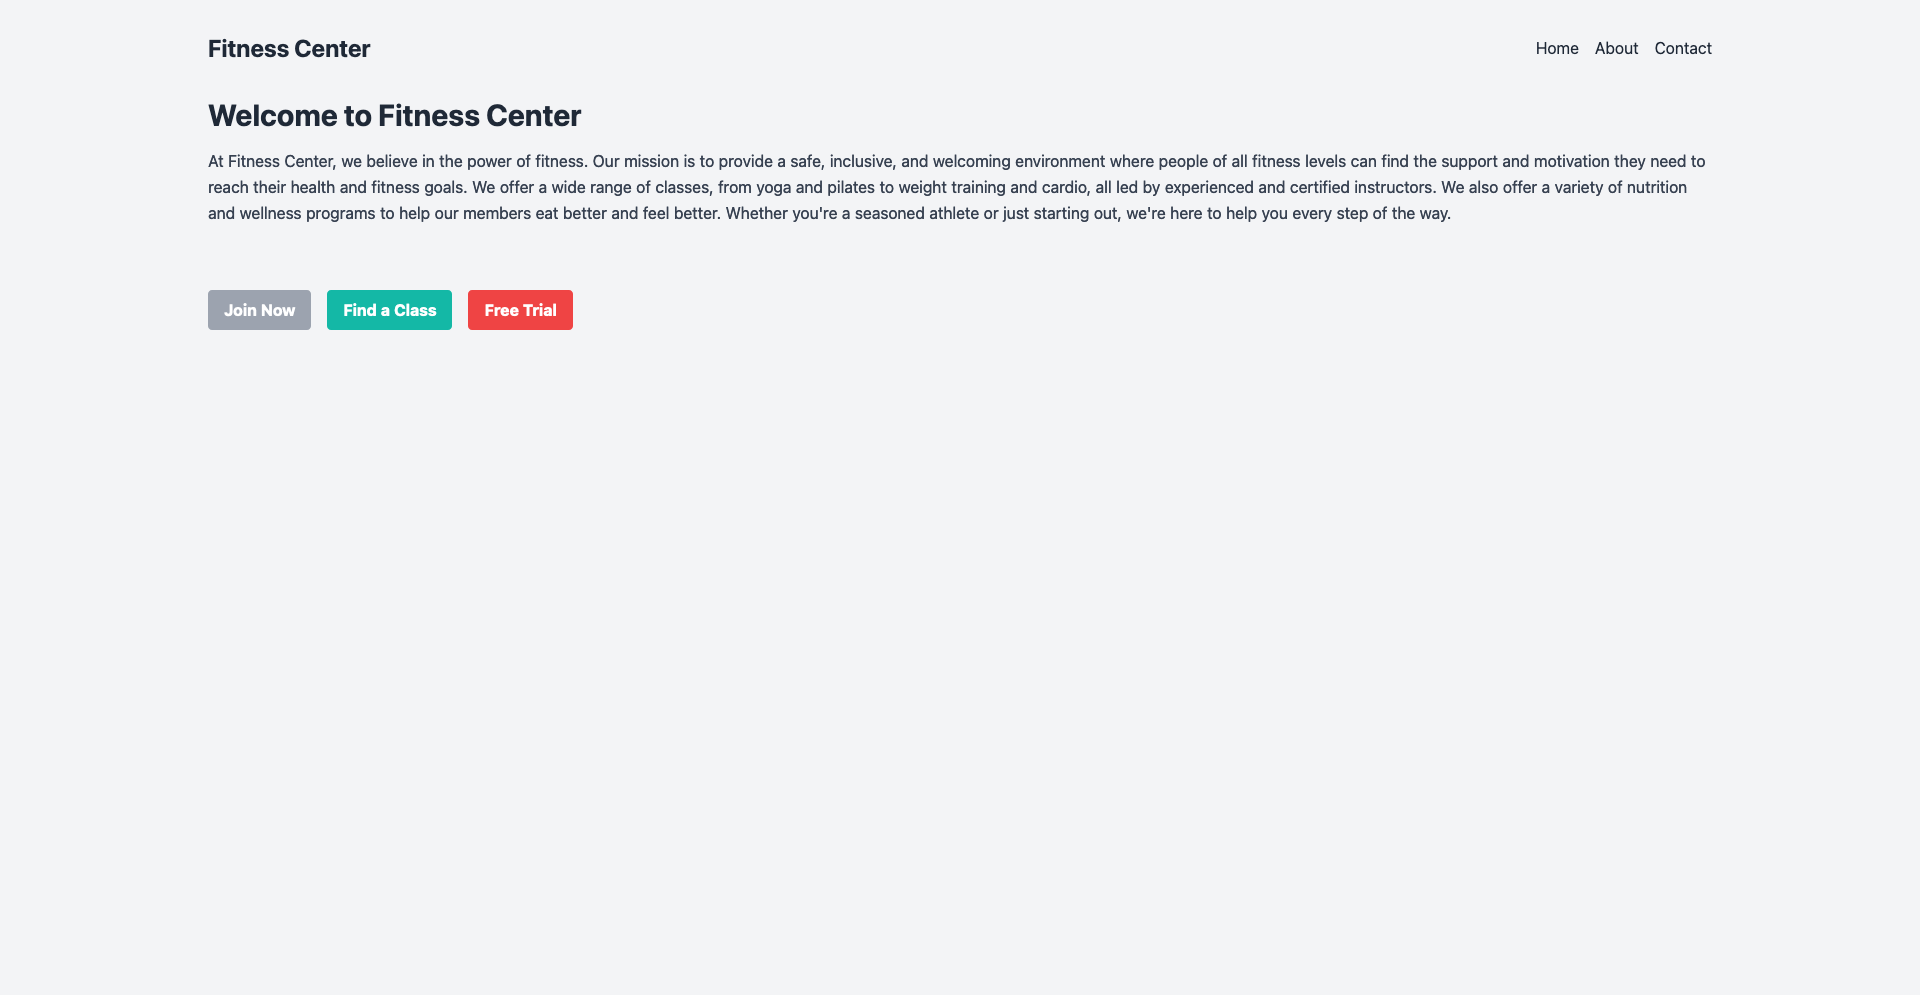 Fitness Center
Home About Contact
Welcome to Fitness Center
At Fitness Center, we believe in the power of fitness. Our mission is to provide a safe, inclusive, and welcoming environment where people of all fitness levels can find the support and motivation they need to
reach their health and fitness goals. We offer a wide range of classes, from yoga and pilates to weight training and cardio, all led by experienced and certified instructors. We also offer a variety of nutrition
and wellness programs to help our members eat better and feel better. Whether you're a seasoned athlete or just starting out, we're here to help you every step of the way.
Join Now Find a Class Free Trial